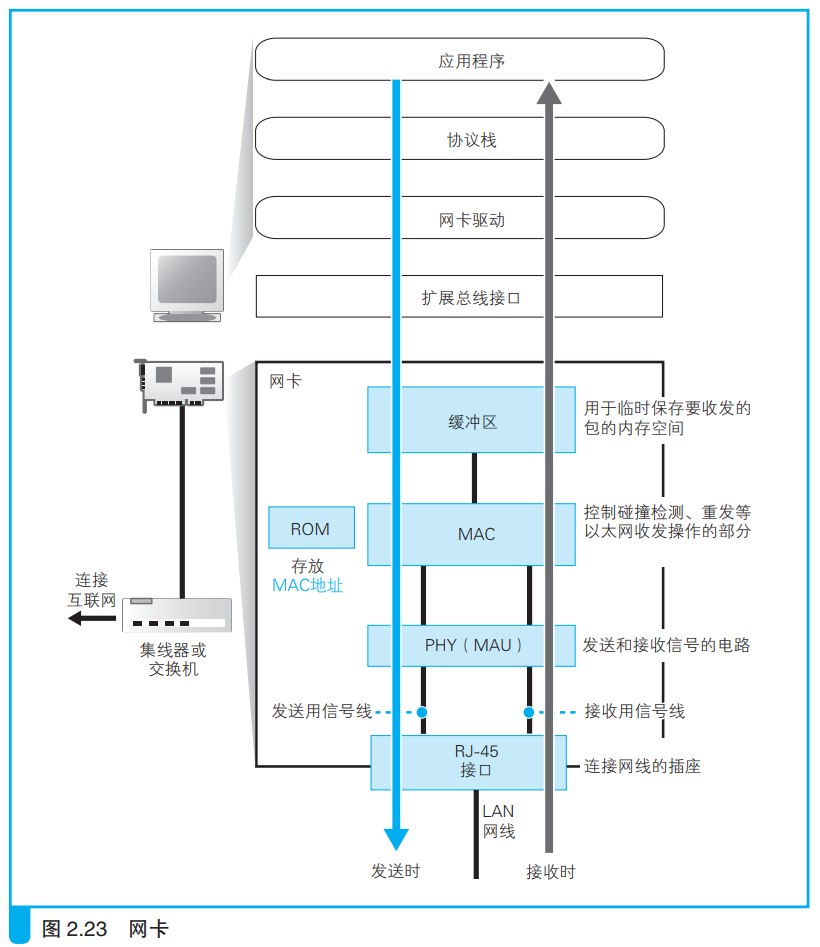 应用程序
协议栈
网卡驱动
扩展总线接口
网卡
缓冲区
用于临时保存要收发的
包的内存空间
ROM
存放
MAC地址
MAC
控制碰撞检测、重发等
以太网收发操作的部分
连接
互联网
集线器或
交换机
PHY（MAU）
发送和接收信号的电路
发送用信号线
接收用信号线
RJ-45
接口
连接网线的插座
LAN
网线
发送时
接收时
图 2.23 网卡